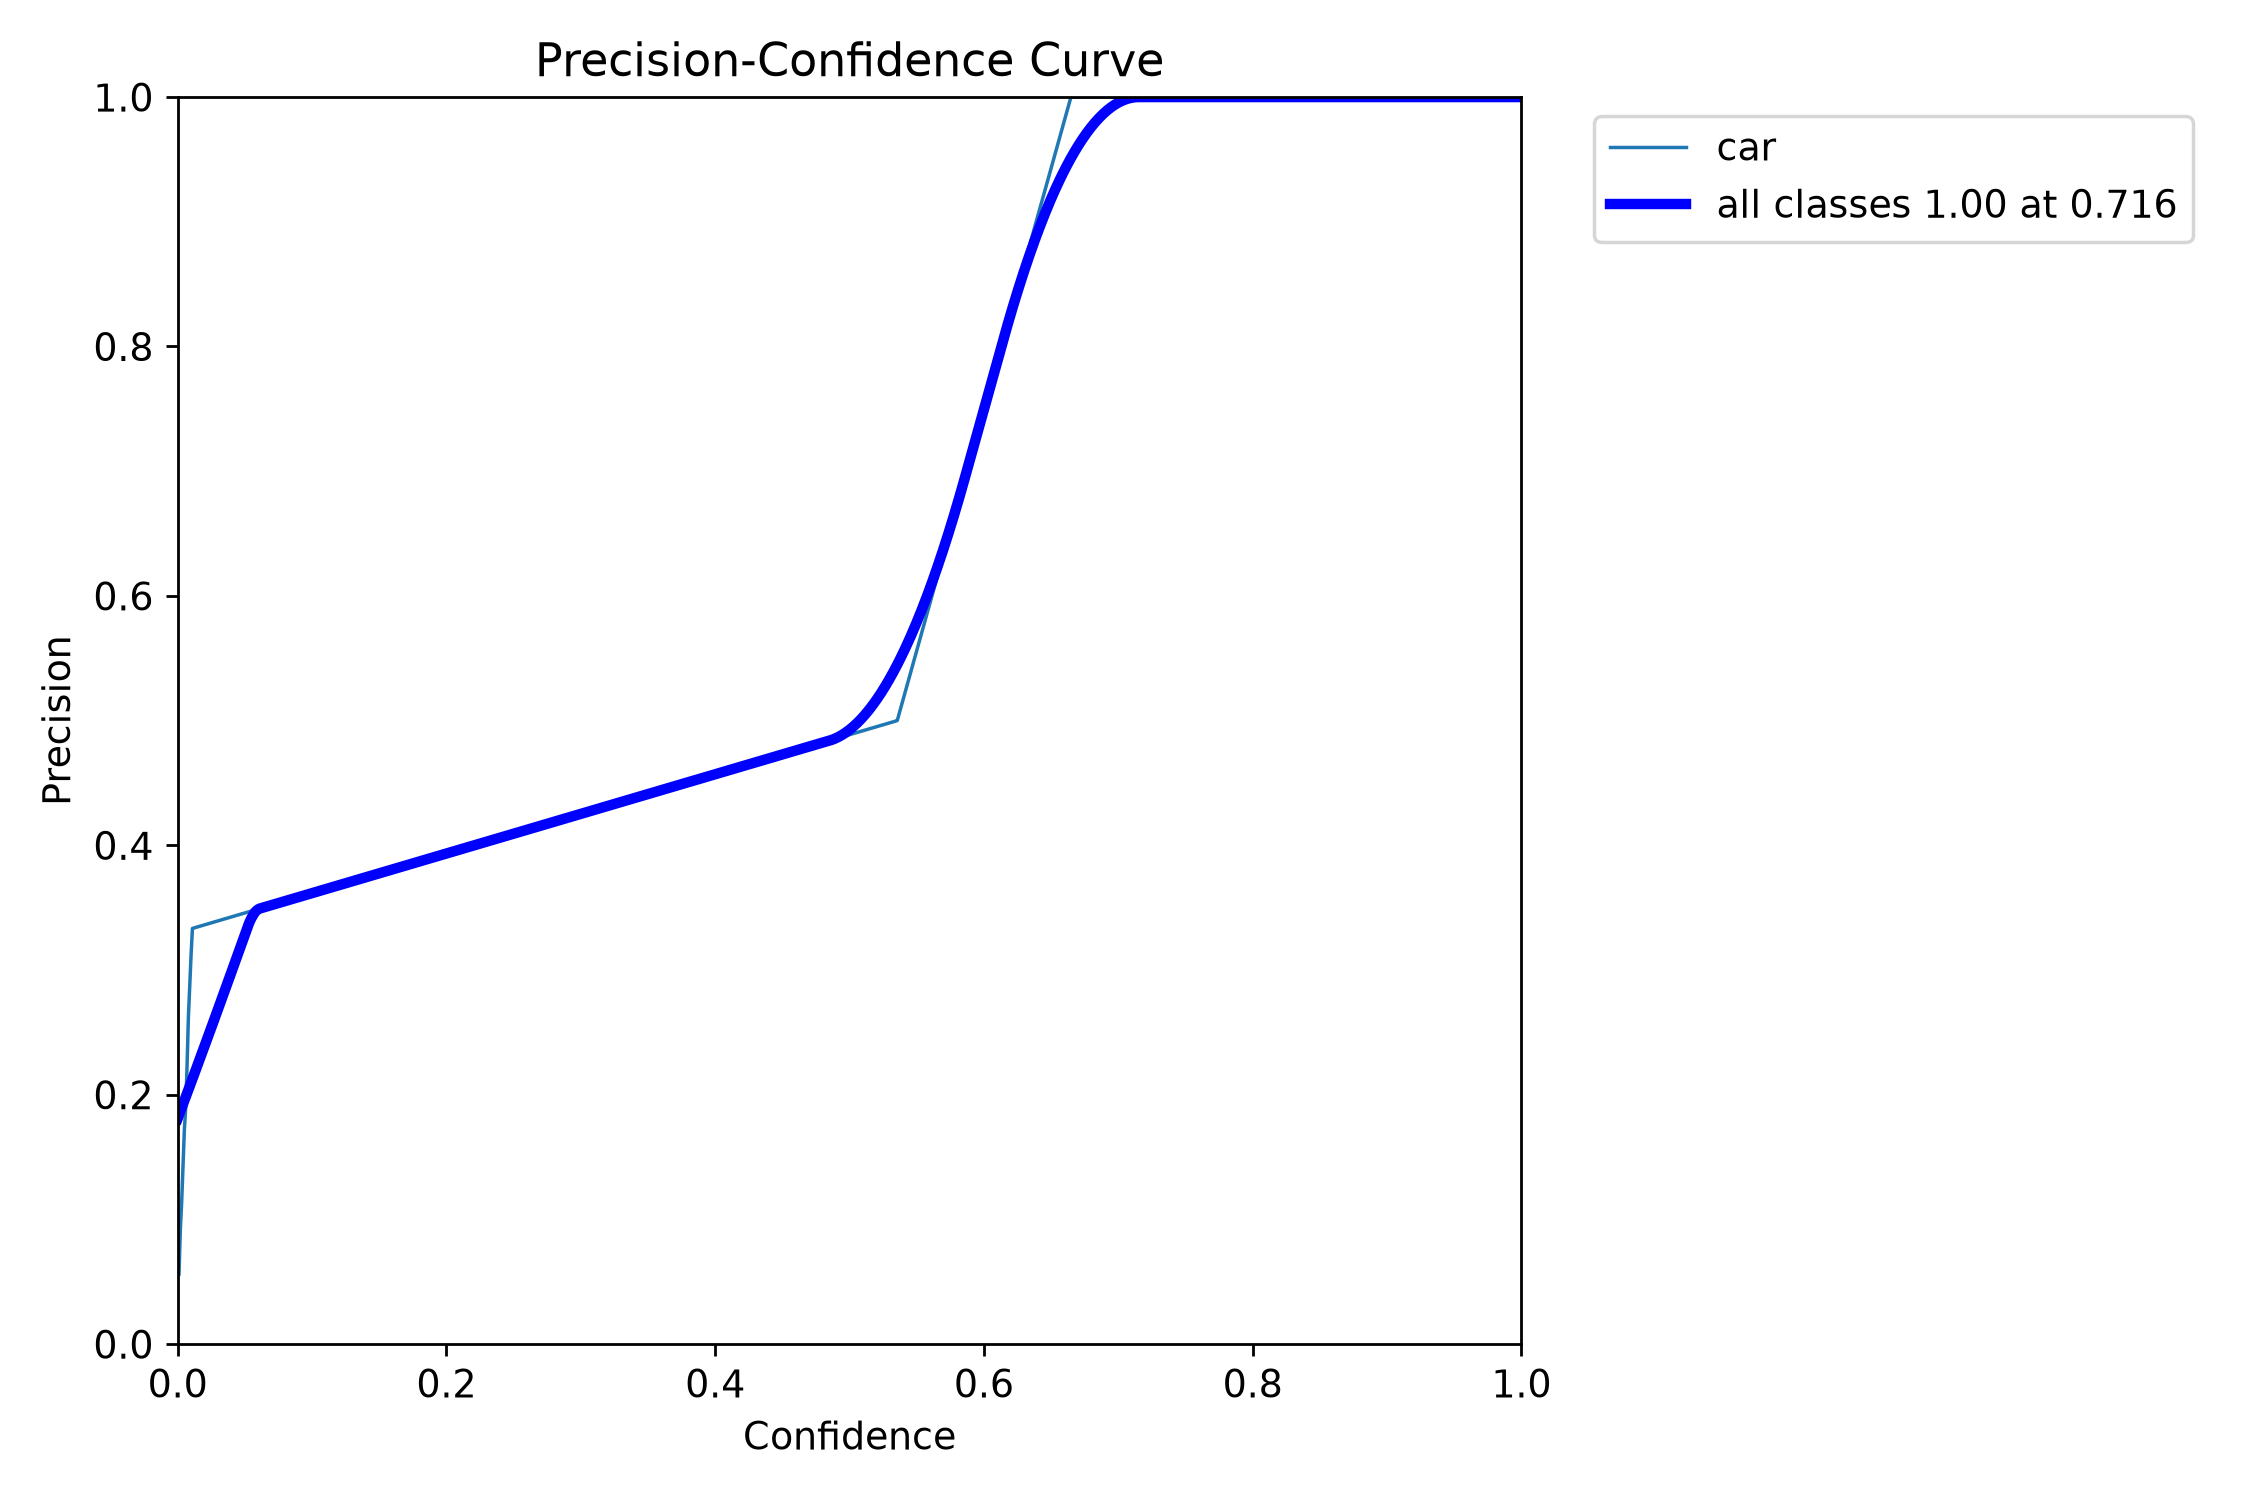 Precision-Confidence Curve
car
all classes 1.00 at 0.716
1.0
0.8
0.6
0.4
0.2
0.0
Precision
0.0 0.2 0.4 0.6 0.8 1.0
Confidence